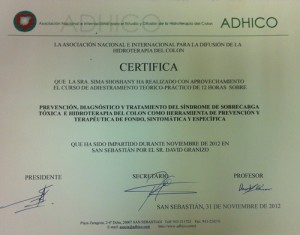 ADHICO
LA ASOCIACIÓN NACIONAL E INTERNACIONAL PARA LA DIFUSIÓN DE LA
HIDROTERAPIA DEL COLON
CERTIFICA
QUE LA SRA. SIMA SHOSHANY HA REALIZADO CON APROVECHAMIENTO
EL CURSO DE ADIESTRAMIENTO TEÓRICO-PRACTICO DE 12 HORAS SOBRE
PREVENCIÓN, DIAGNÓSTICO Y TRATAMIENTO DEL SÍNDROME DE SOBRECARGA
TÓXICA E HIDROTERAPIA DEL COLON COMO HERRAMIENTA DE PREVENCIÓN Y
TERAPÉUTICA DE FONDO, SINTOMÁTICA Y ESPECÍFICA
QUE HA SIDO IMPARTIDO DURANTE NOVIEMBRE DE 2012 EN
SAN SEBASTIÁN POR EL SR. DAVID GRANIZO
PRESIDENTE SECRETARIO PROFESOR
SAN SEBASTIÁN, 31 DE NOVIEMBRE DE 2012